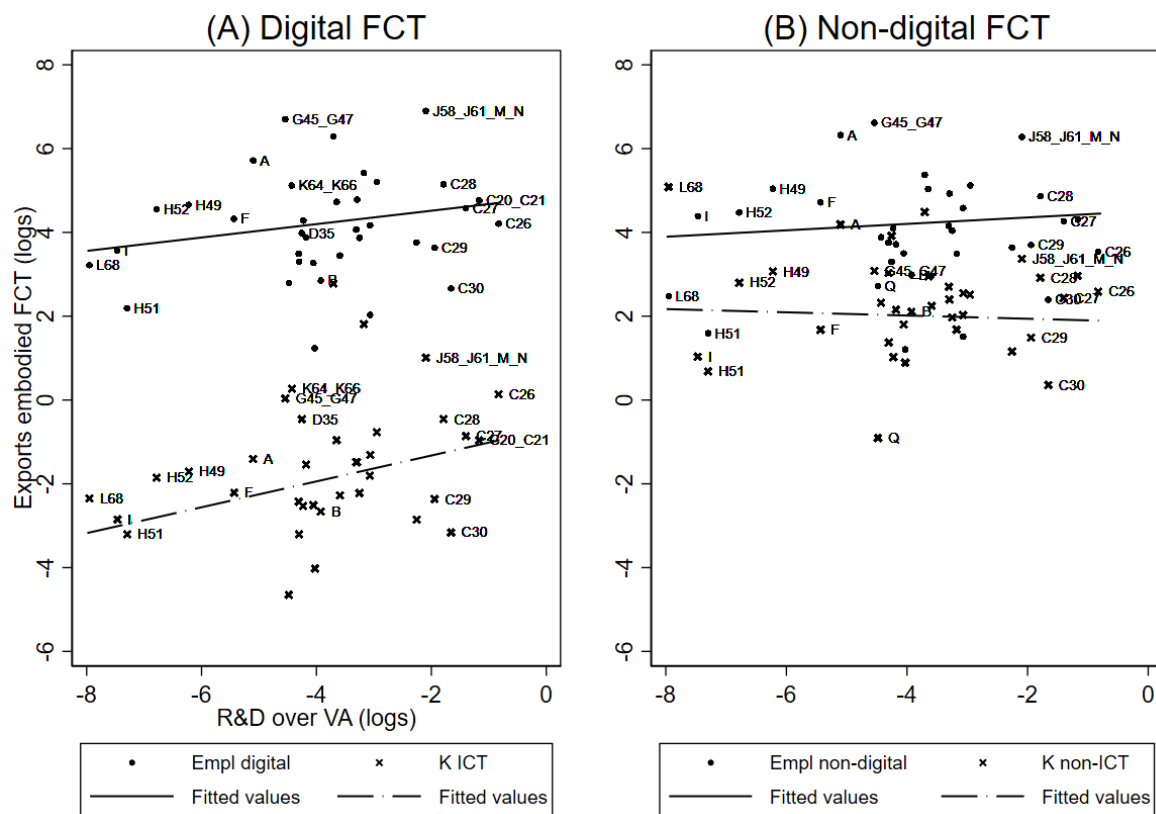 (A) Digital FCT
(B) Non-digital FCT
Exports embodied FCT (logs)
8
6
4
2
0
-2
-4
-6
J58_J61_M_N
G45_G47
A
K64_K66
C28
C20_C21
H52
H49
C27
F
C26
D35
I
C29
L68
B
C30
H51
J58_J61_M_N
K64_K66
C26
G45_G47
D35
C28
C27
C20_C21
A
H49
H52
F
L68
C29
I
B
H51
C30
-8
-6
-4
-2
0
R&D over VA (logs)
Empl digital
K ICT
Fitted values
Fitted values
8
6
4
2
0
-2
-4
-6
G45_G47
A
J58_J61_M_N
L68
H49
C28
F
H52
I
A
C27
C29
C26
J58_J61_M_N
H49
G45_G47
B
C28
H52
Q
C26
L68
C30
C27
B
F
H51
C29
I
H51
C30
Q
-8
-6
-4
-2
0
Empl non-digital
K non-ICT
Fitted values
Fitted values